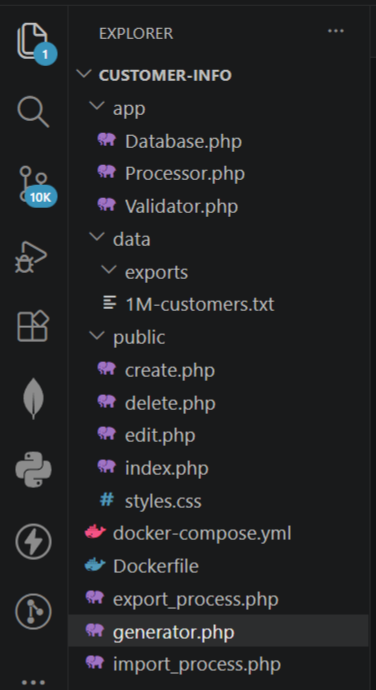 EXPLORER ...
1
CUSTOMER-INFO
app
Database.php
Processor.php
10K
Validator.php
data
exports
1M-customers.txt
public
create.php
delete.php
edit.php
index.php
# styles.css
docker-compose.yml
Dockerfile
export_process.php
generator.php
import_process.php